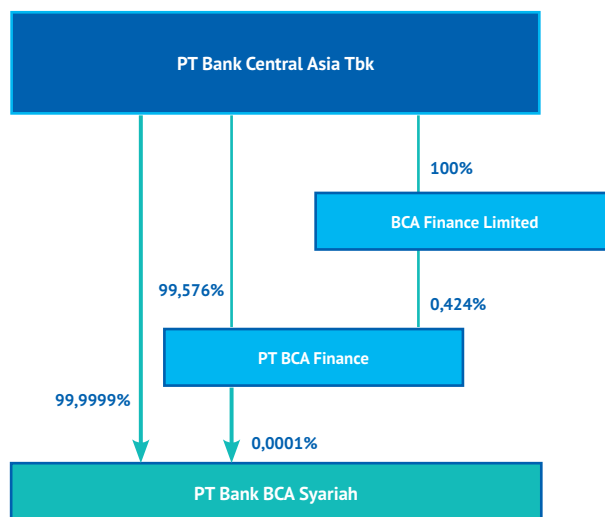 PT Bank Central Asia Tbk
100%
BCA Finance Limited
99,576%
0,424%
PT BCA Finance
99,9999%
0,0001%
PT Bank BCA Syariah